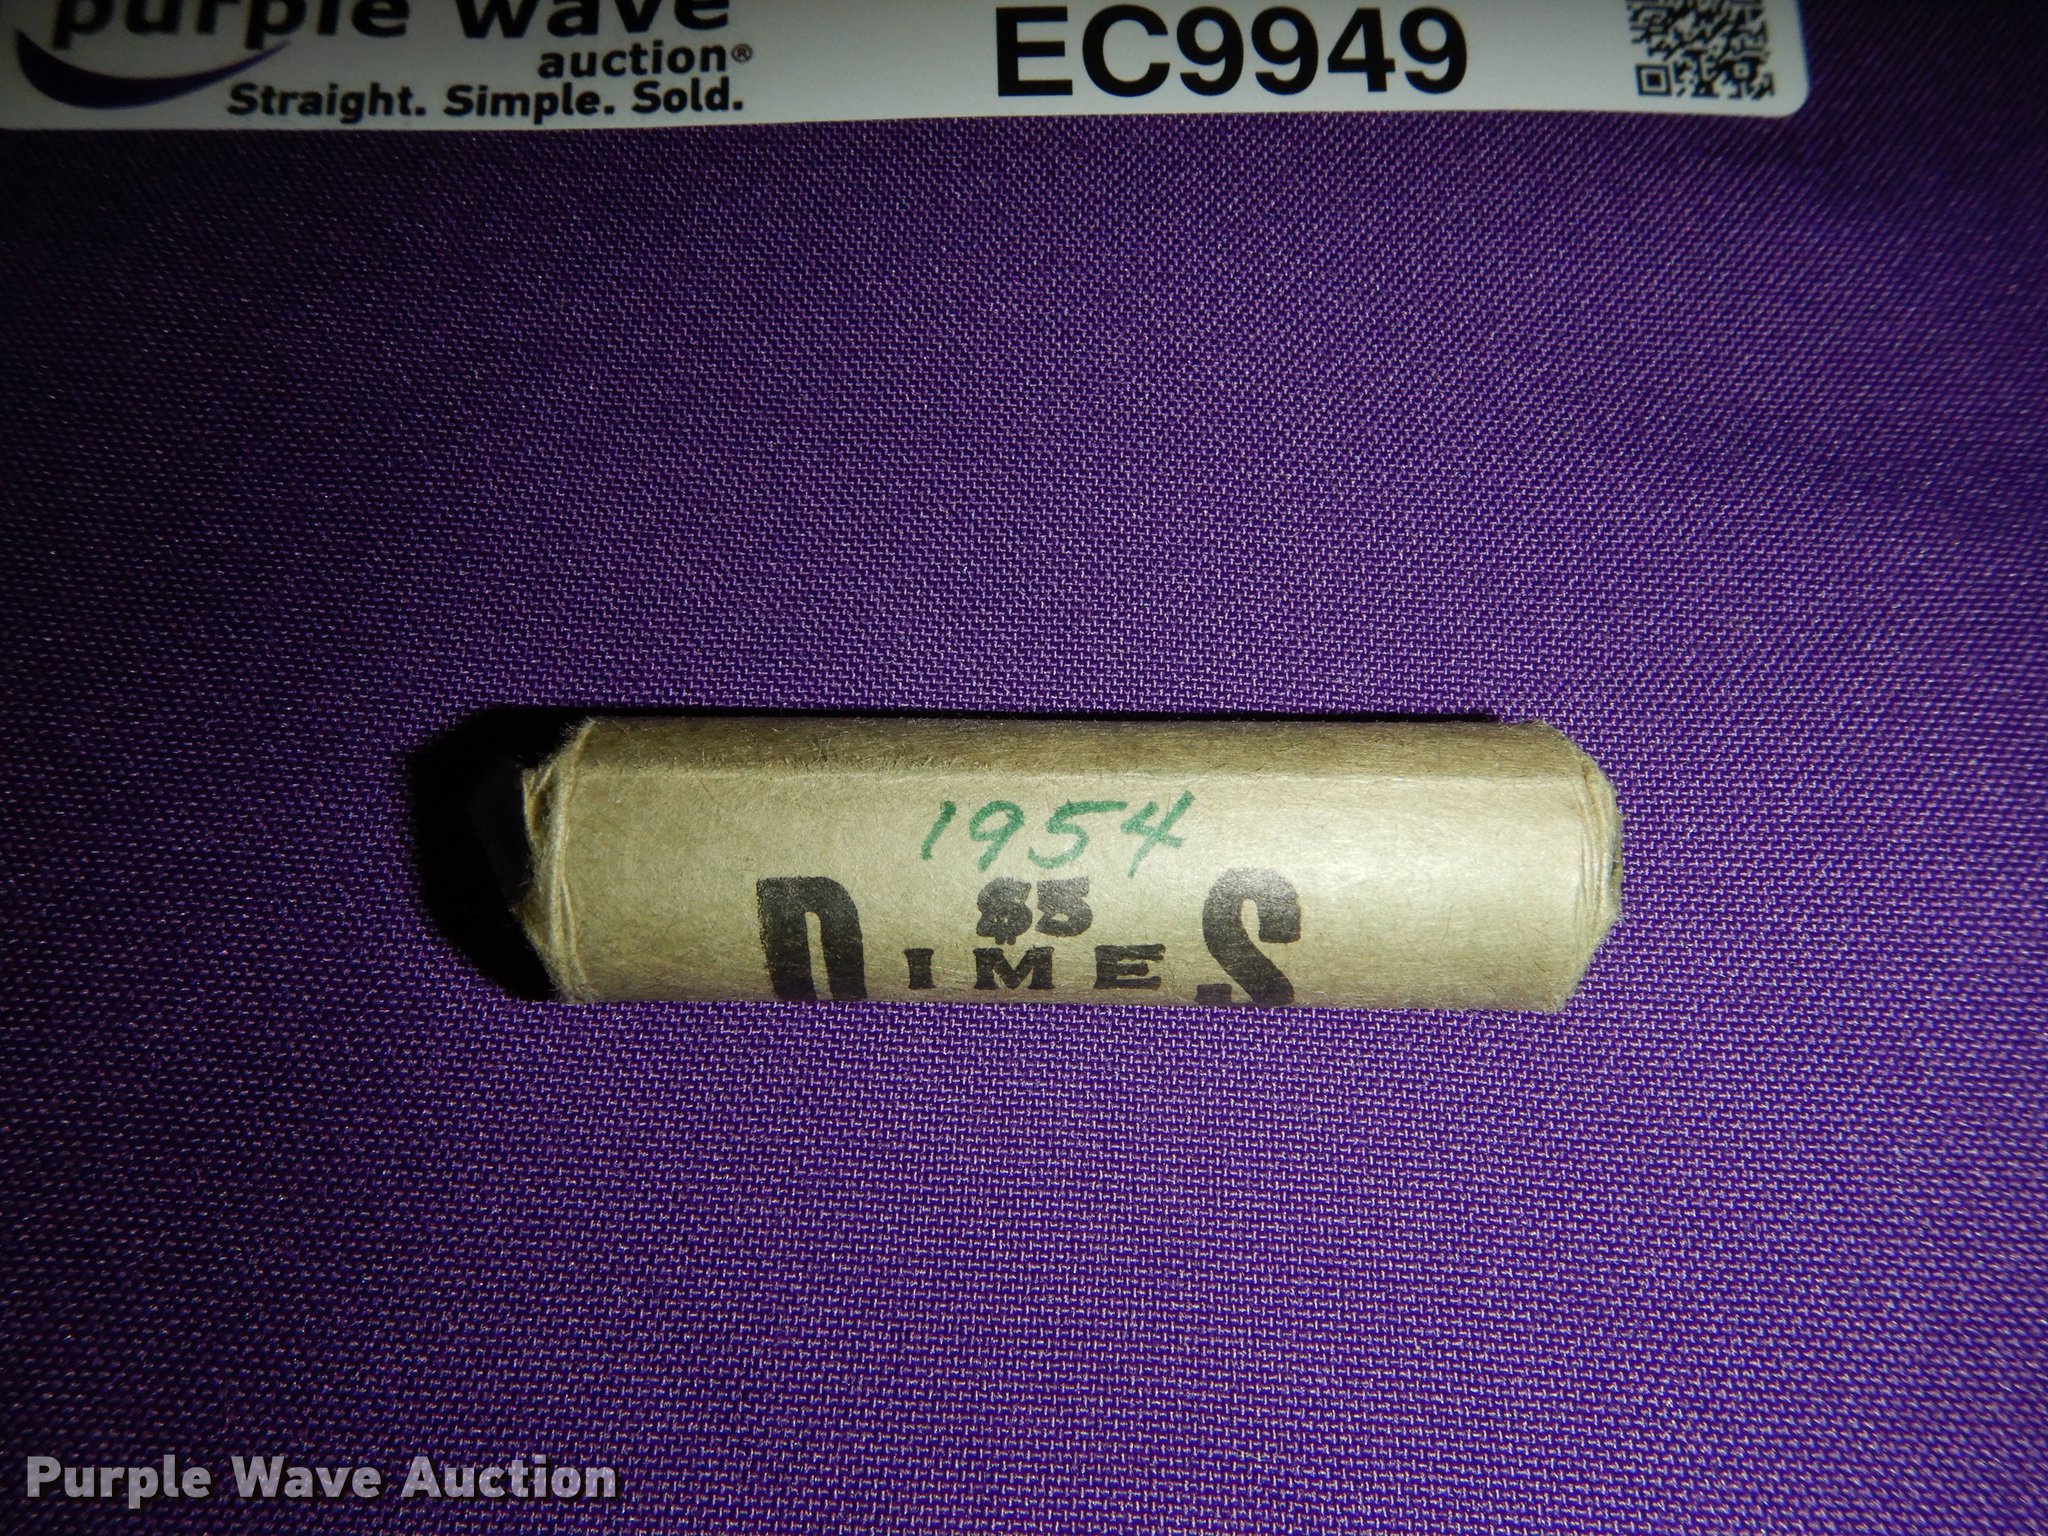 purple wave
auction®
Straight. Simple. Sold.
EC9949
1954
$5
DIMES
Purple Wave Auction